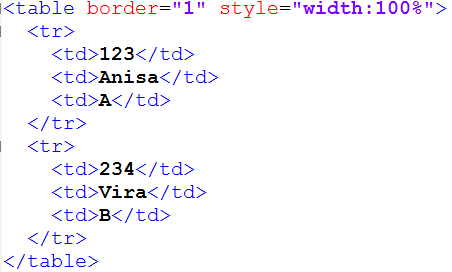 <table border="1" style="width:100%">
  <tr>
    <td>123</td>
    <td>Anisa</td>
    <td>A</td>
  </tr>
  <tr>
    <td>234</td>
    <td>Vira</td>
    <td>B</td>
  </tr>
</table>